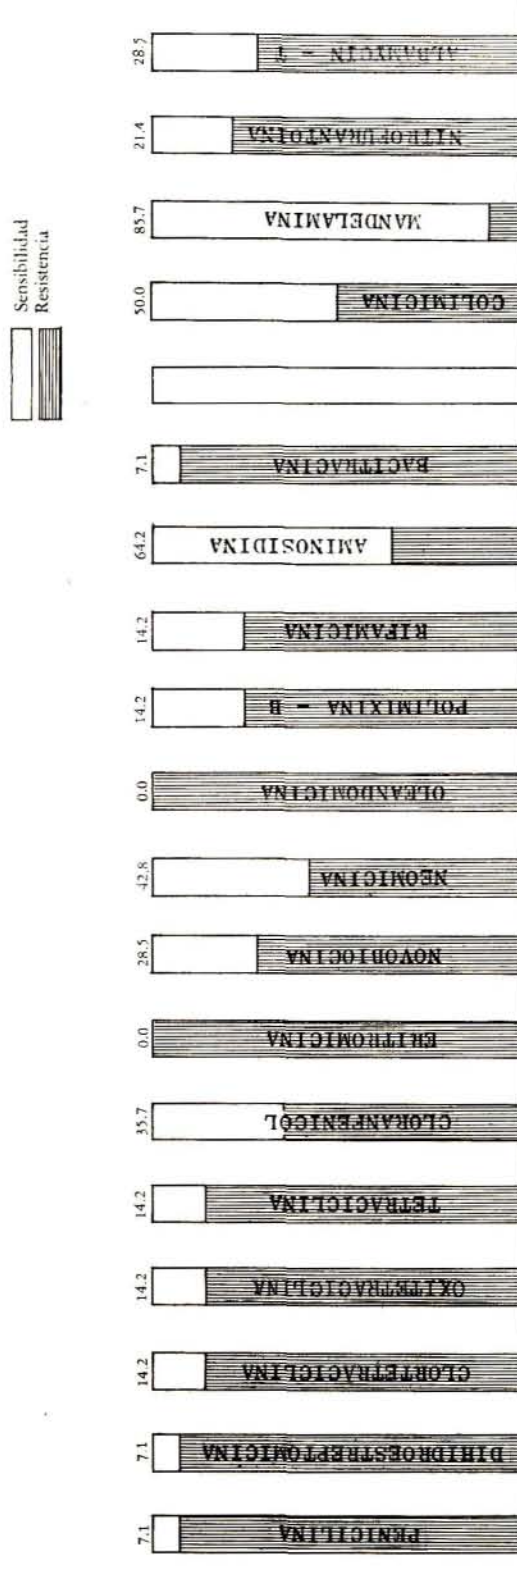 Sensibilidad
Resistencia
28.5
ALBAMYCIN - T
21.4
NITROFURANTOINA
85.7
MANDELAMINA
50.0
COLIMICINA
7.1
BACITRACINA
64.2
AMINOSIDINA
14.2
RIFAMICINA
14.2
POLIMIXINA - B
0.0
OLEANDOMICINA
42.8
NEOMICINA
28.5
NOVOBIOCINA
0.0
ERITROMICINA
35.7
CLORANFENICOL
14.2
TETRACICLINA
14.2
OXITETRACICLINA
14.2
CLORTETRACICLINA
7.1
DIHIDROESTREPTOMICINA
7.1
PENICILINA